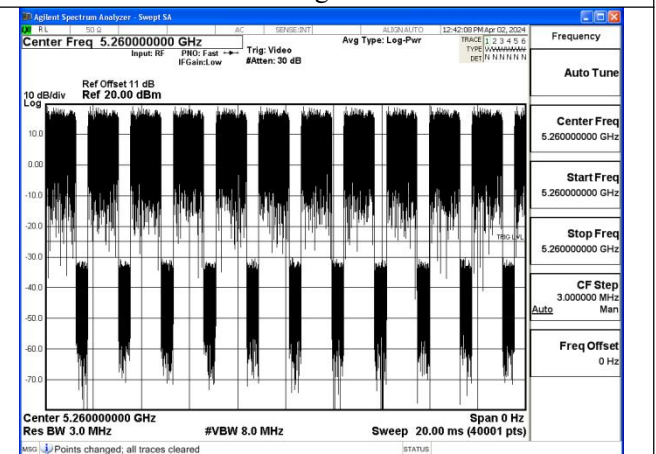 Agilent Spectrum Analyzer - Swept SA
RL 50 Ω AC SENSE:INT ALIGN AUTO 12:42:08 PM Apr 02, 2024
Center Freq 5.260000000 GHz
Input: RF PNO: Fast Trig: Video
IFGain:Low #Atten: 30 dB
Avg Type: Log-Pwr
TRACE 1 2 3 4 5 6
TYPE WWWWWW
DET N N N N N N
Ref Offset 11 dB
10 dB/div Ref 20.00 dBm
Log
10.0
0.00
-10.0
-20.0
-30.0
-40.0
-50.0
-60.0
-70.0
TRIG LVL
Center 5.260000000 GHz Span 0 Hz
Res BW 3.0 MHz #VBW 8.0 MHz Sweep 20.00 ms (40001 pts)
MSG Points changed; all traces cleared STATUS
Frequency
Auto Tune
Center Freq
5.260000000 GHz
Start Freq
5.260000000 GHz
Stop Freq
5.260000000 GHz
CF Step
3.000000 MHz
Auto Man
Freq Offset
0 Hz